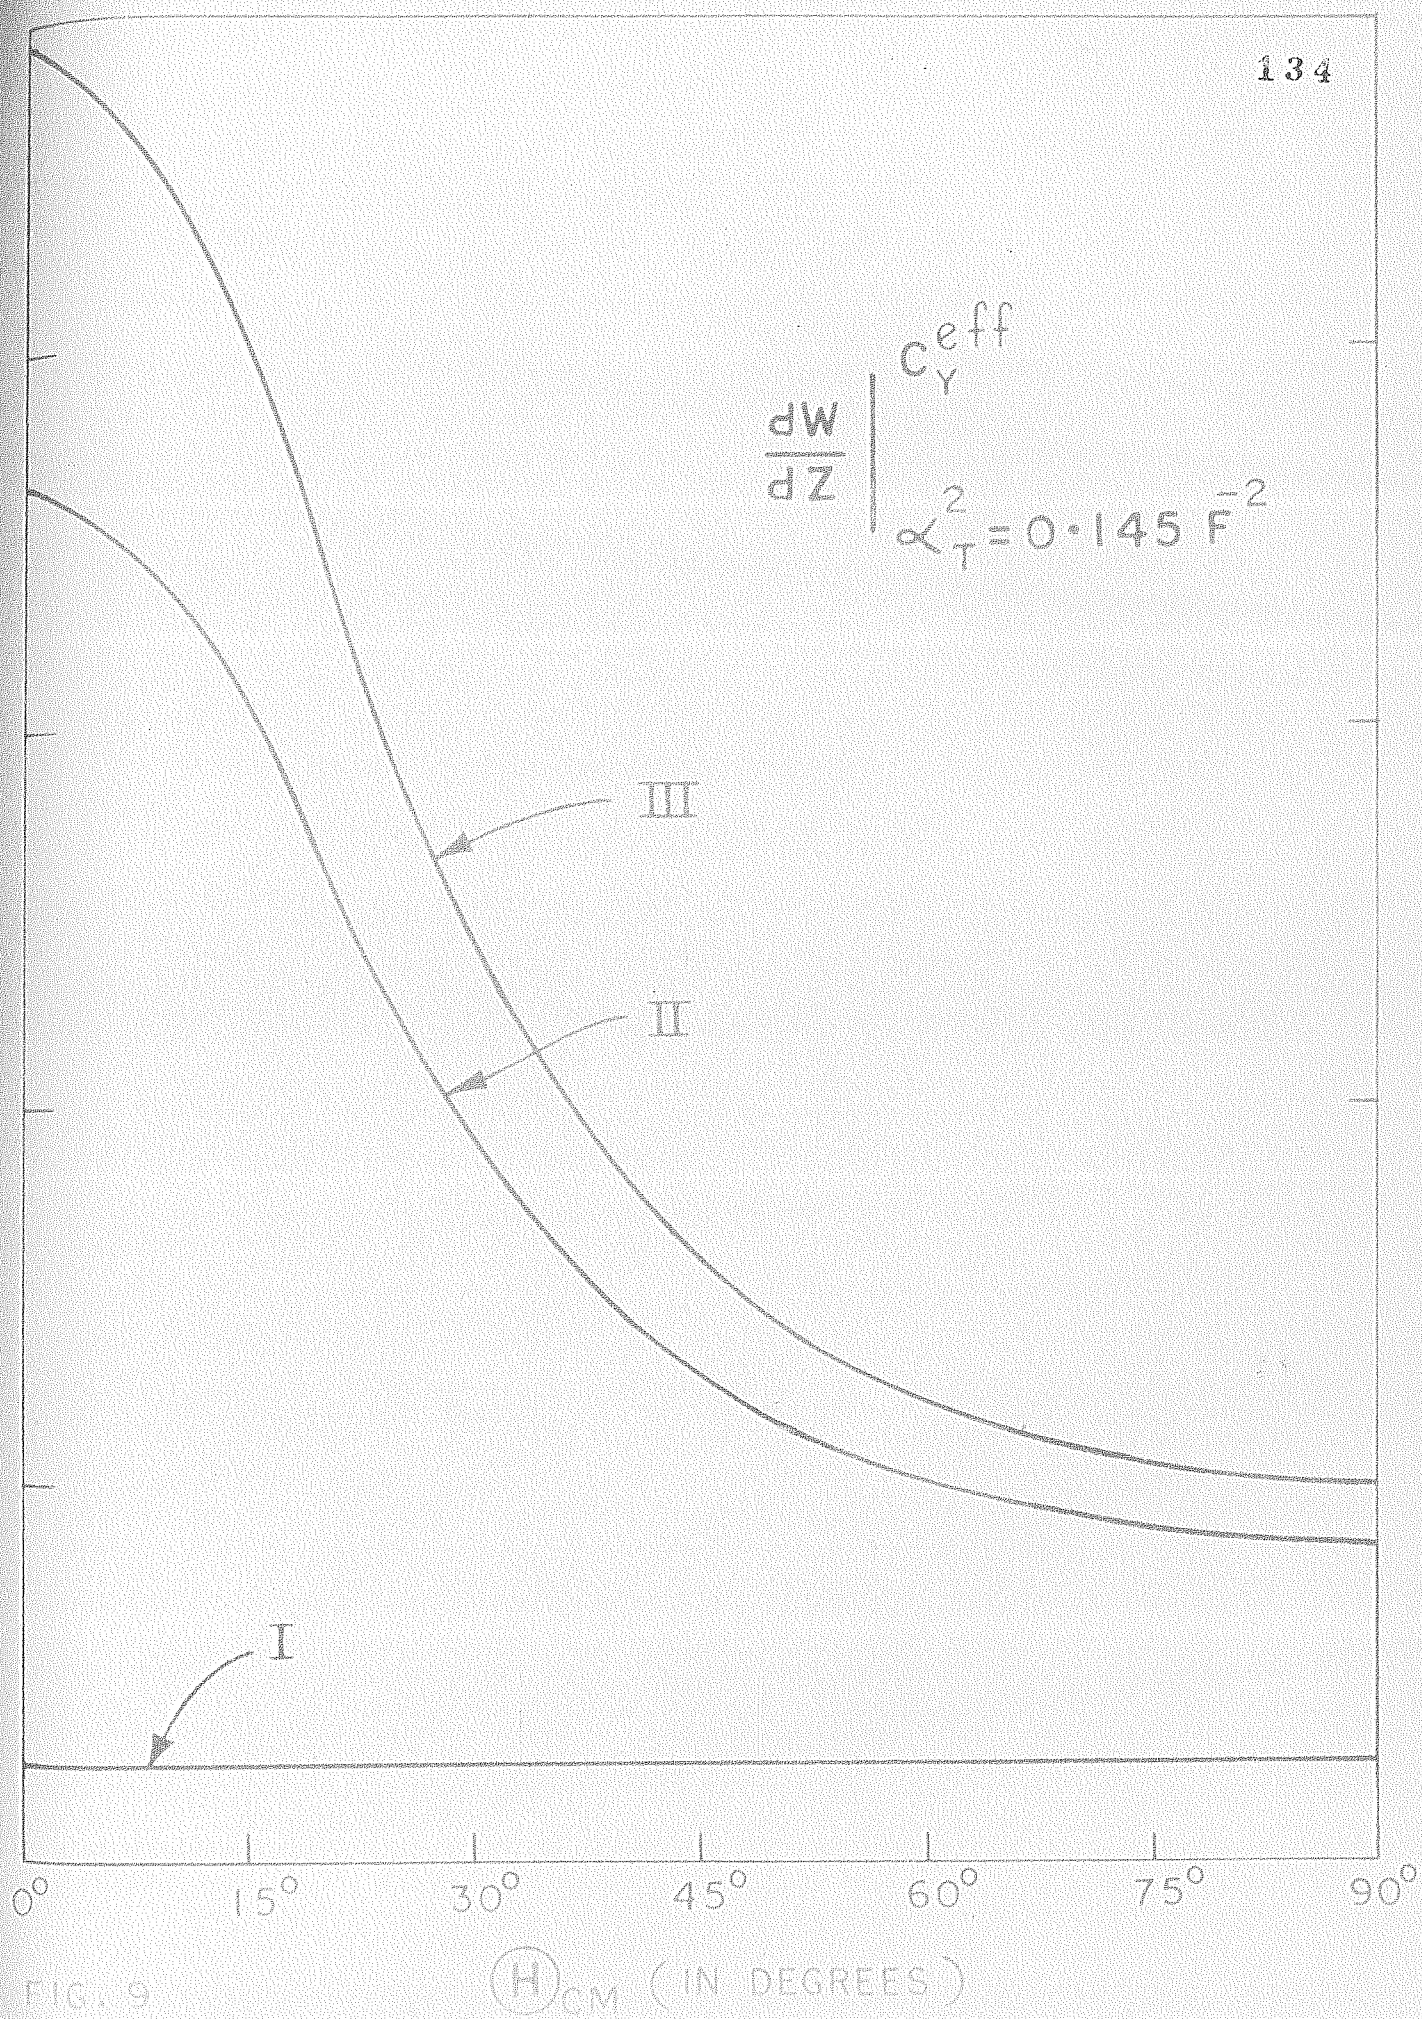 134
dW/dZ | C_Y^eff
α_T^2 = 0·145 F^-2
III
II
I
0° 15° 30° 45° 60° 75° 90°
Ⓗ_CM (IN DEGREES)
FIG. 9